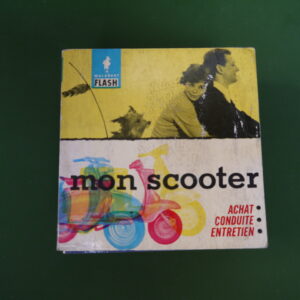 marabout
FLASH
mon scooter
ACHAT •
CONDUITE •
ENTRETIEN •